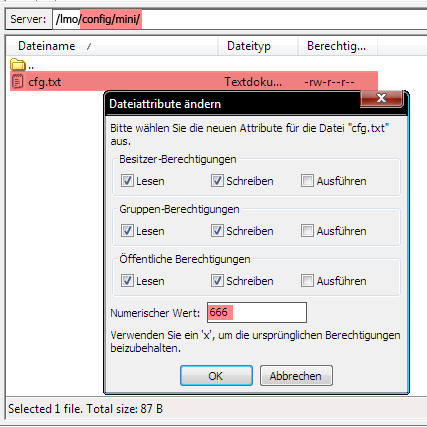 Server: /lmo/config/mini/
Dateiname / Dateityp Berechtig...
..
cfg.txt Textdoku... -rw-r--r--
Dateiattribute ändern
Bitte wählen Sie die neuen Attribute für die Datei "cfg.txt"
aus.
Besitzer-Berechtigungen
Lesen Schreiben Ausführen
Gruppen-Berechtigungen
Lesen Schreiben Ausführen
Öffentliche Berechtigungen
Lesen Schreiben Ausführen
Numerischer Wert: 666
Verwenden Sie ein 'x', um die ursprünglichen Berechtigungen
beizubehalten.
OK Abbrechen
Selected 1 file. Total size: 87 B